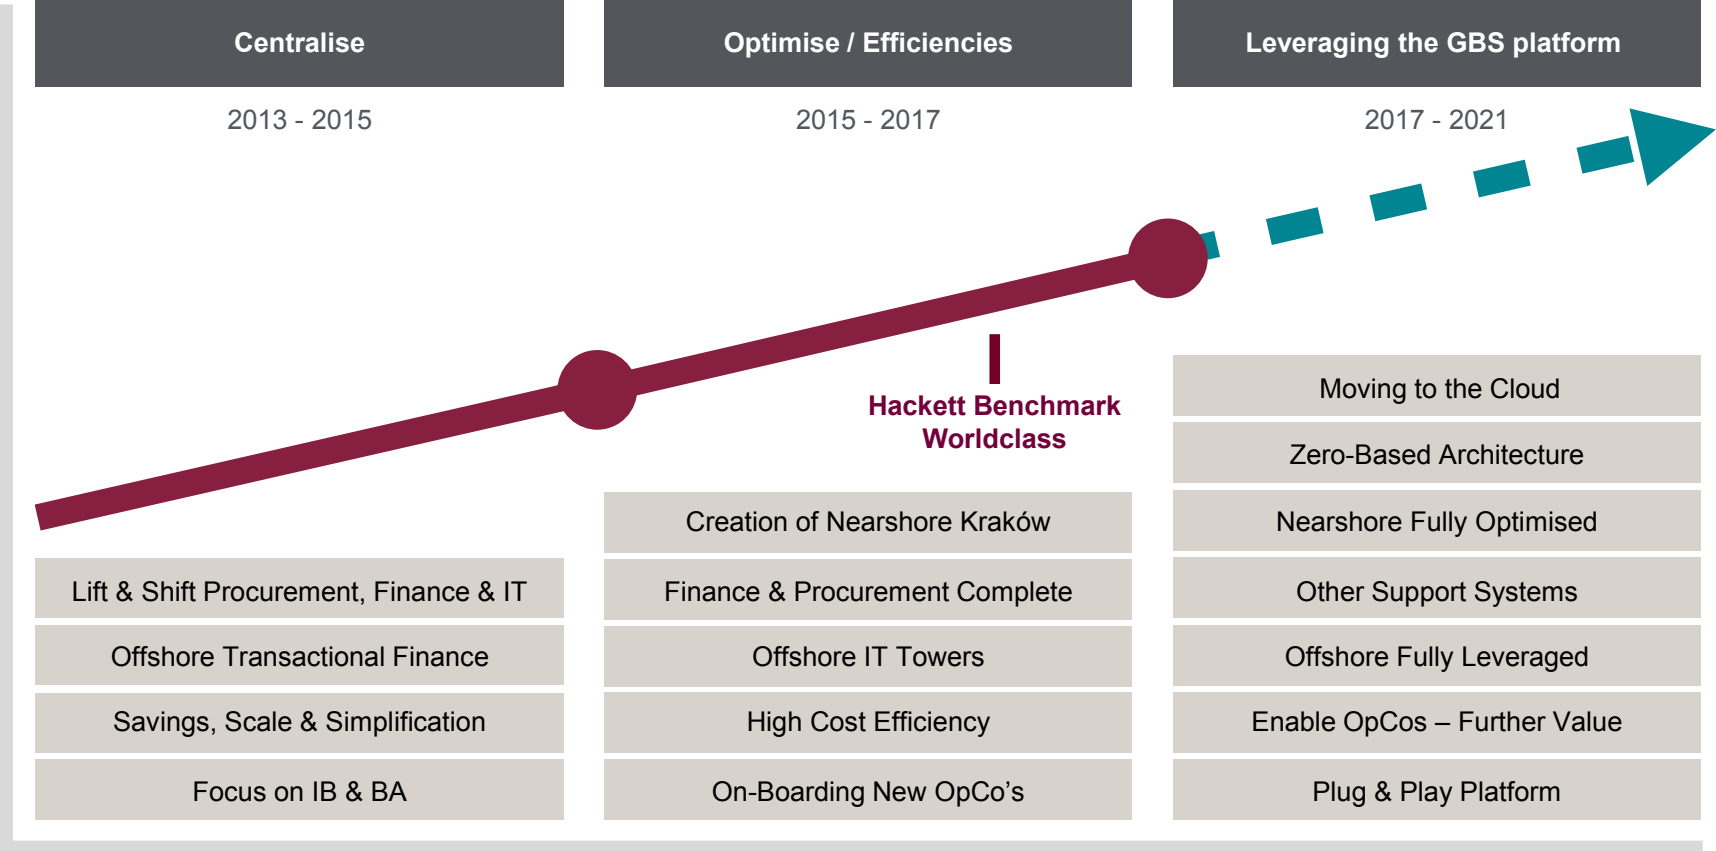 Centralise
2013 - 2015
Optimise / Efficiencies
2015 - 2017
Leveraging the GBS platform
2017 - 2021
Hackett Benchmark
Worldclass
Lift & Shift Procurement, Finance & IT
Offshore Transactional Finance
Savings, Scale & Simplification
Focus on IB & BA
Creation of Nearshore Kraków
Finance & Procurement Complete
Offshore IT Towers
High Cost Efficiency
On-Boarding New OpCo’s
Moving to the Cloud
Zero-Based Architecture
Nearshore Fully Optimised
Other Support Systems
Offshore Fully Leveraged
Enable OpCos – Further Value
Plug & Play Platform